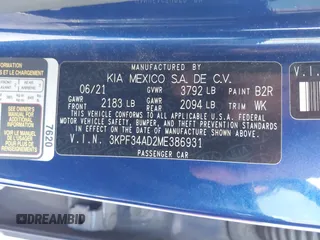 MANUFACTURED BY
KIA MEXICO S.A. DE C.V.
06/21 GVWR 3792 LB PAINT B2R
GAWR FRONT 2183 LB GAWR REAR 2094 LB TRIM WK
THIS VEHICLE CONFORMS TO ALL APPLICABLE FEDERAL
MOTOR VEHICLE SAFETY, BUMPER, AND THEFT
PREVENTION STANDARDS IN EFFECT ON THE DATE OF
MANUFACTURE SHOWN ABOVE.
V.I.N. 3KPF34AD2ME386931
PASSENGER CAR
7620
V.I.N
DREAMBID